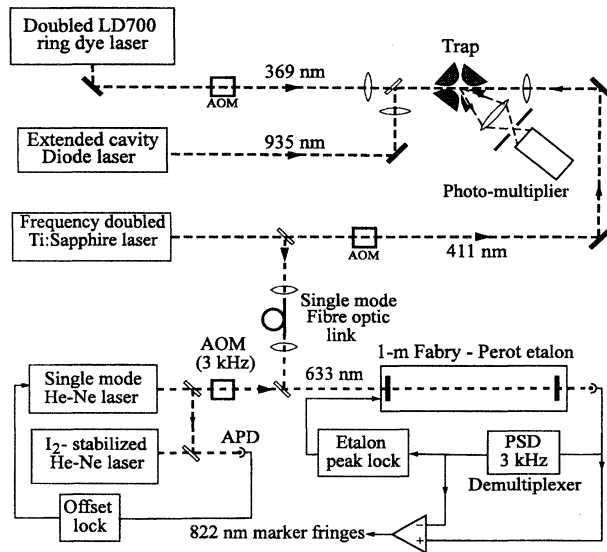 Doubled LD700
ring dye laser
Trap
369 nm
AOM
Extended cavity
Diode laser
935 nm
Photo-multiplier
Frequency doubled
Ti:Sapphire laser
AOM
411 nm
Single mode
Fibre optic
link
AOM
(3 kHz)
1-m Fabry - Perot etalon
633 nm
Single mode
He-Ne laser
I2- stabilized
He-Ne laser
APD
Etalon
peak lock
PSD
3 kHz
Demultiplexer
Offset
lock
822 nm marker fringes
−
+